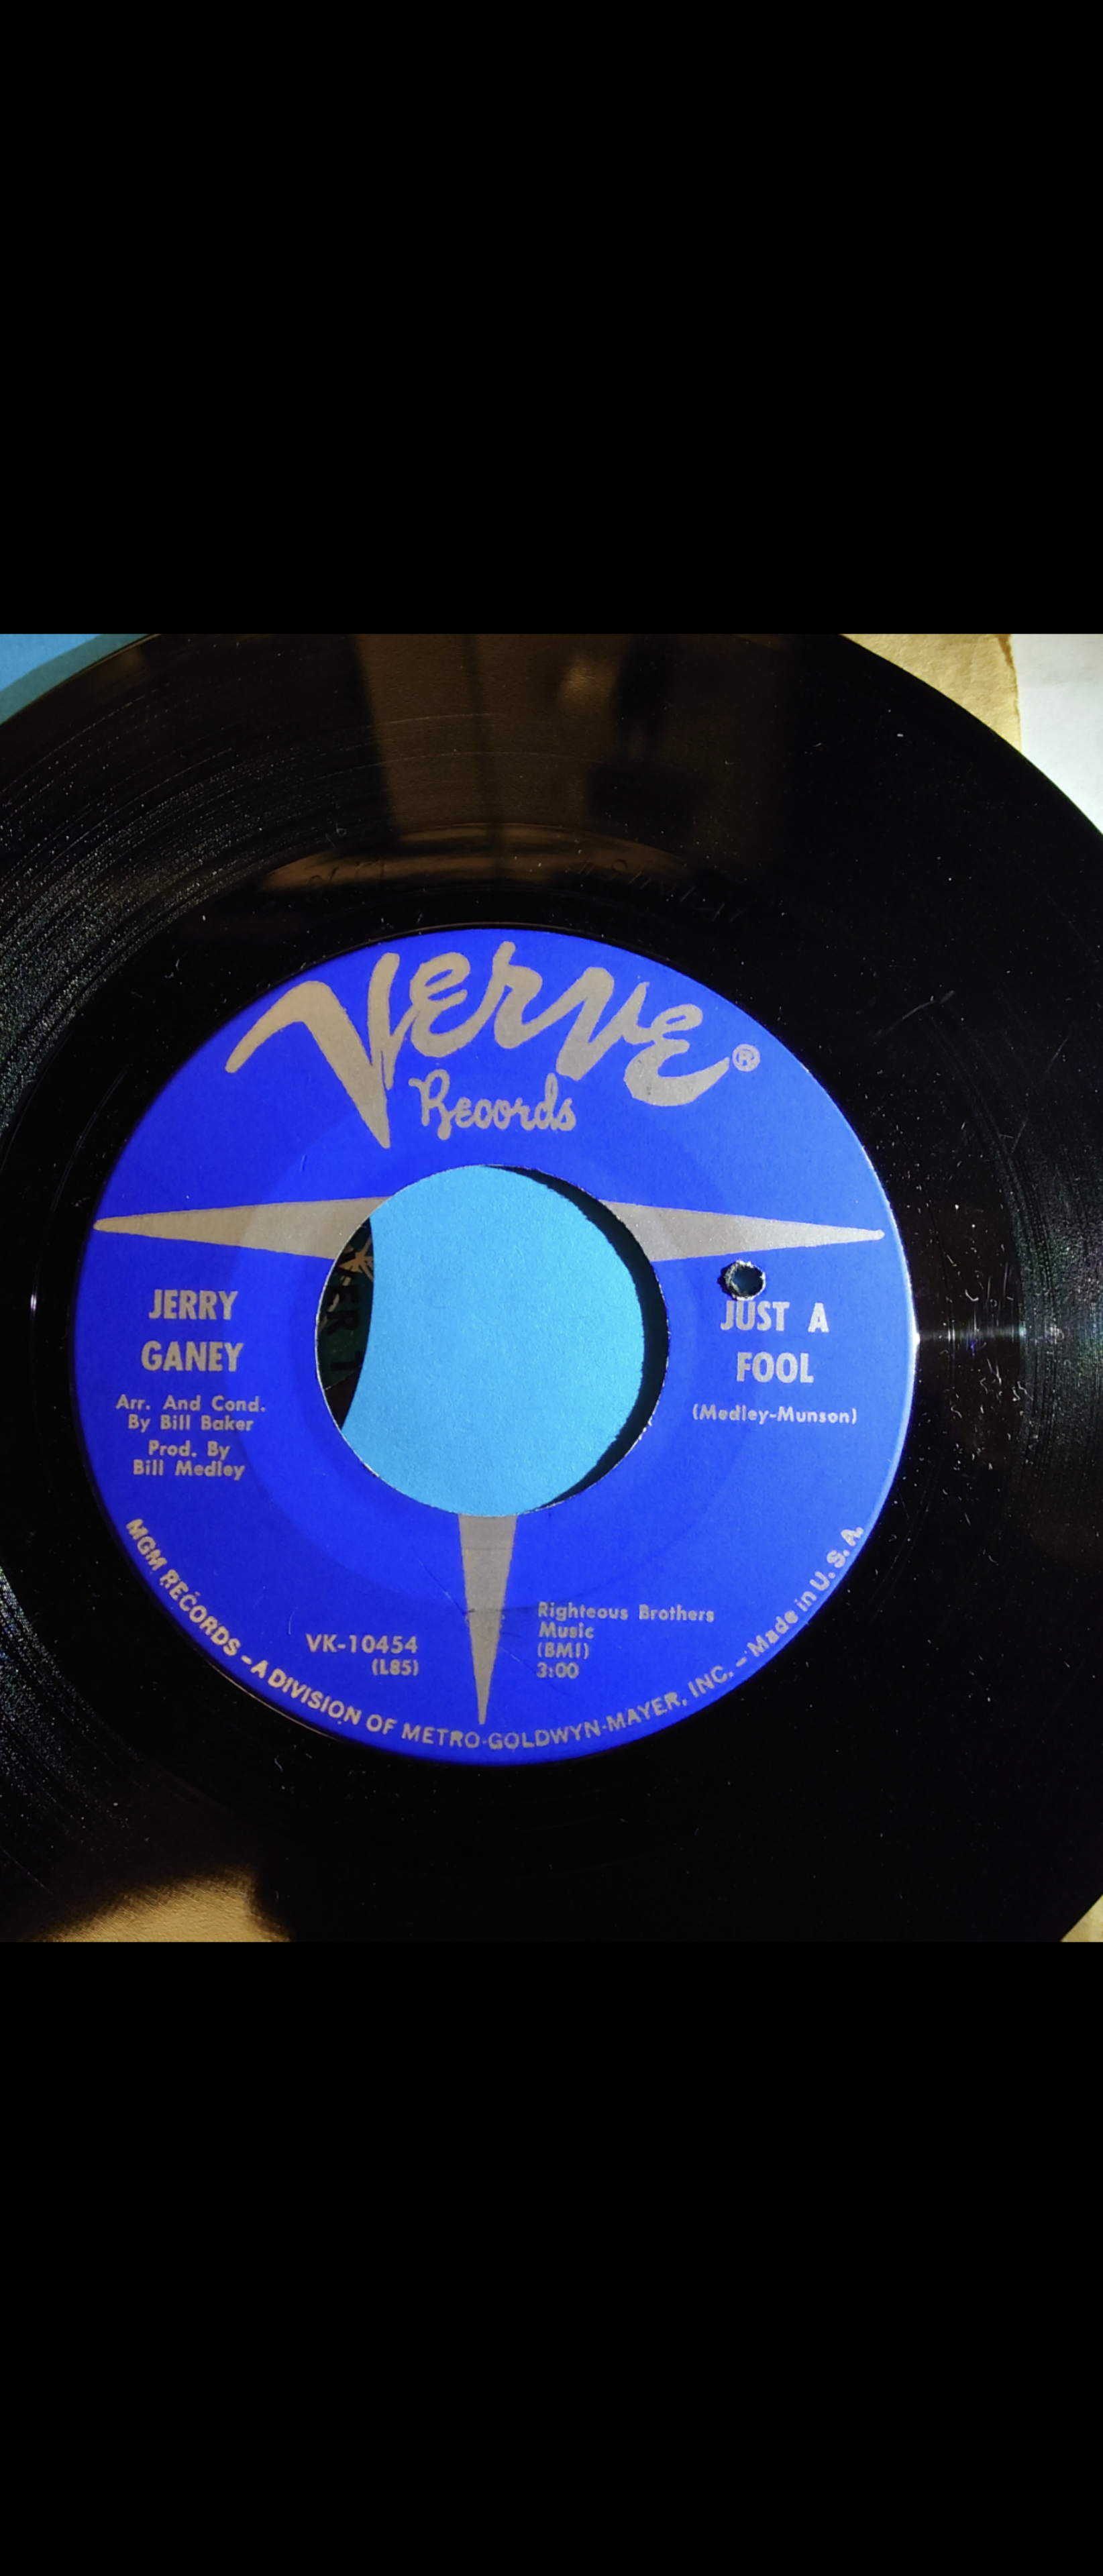 Verve®
Records
JERRY
GANEY
Arr. And Cond.
By Bill Baker
Prod. By
Bill Medley
JUST A
FOOL
(Medley-Munson)
VK-10454
(L85)
Righteous Brothers
Music
(BMI)
3:00
MGM RECORDS - A DIVISION OF METRO-GOLDWYN-MAYER, INC. - Made in U.S.A.